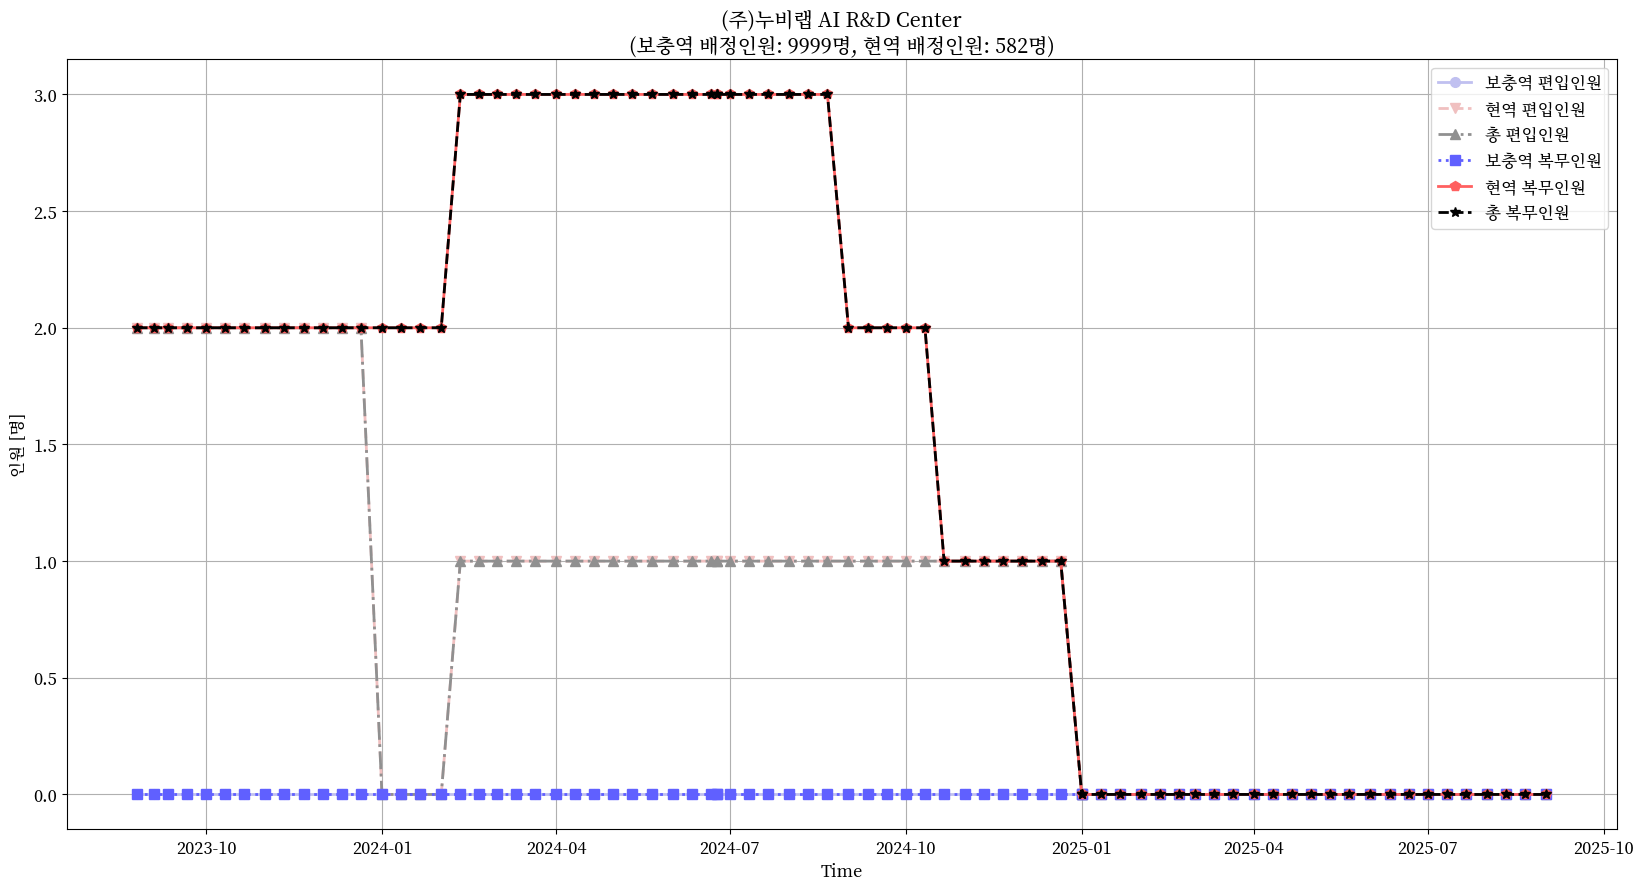 (주)누비랩 AI R&D Center
(보충역 배정인원: 9999명, 현역 배정인원: 582명)
보충역 편입인원
현역 편입인원
총 편입인원
보충역 복무인원
현역 복무인원
총 복무인원
인원 [명]
3.0
2.5
2.0
1.5
1.0
0.5
0.0
2023-10
2024-01
2024-04
2024-07
2024-10
2025-01
2025-04
2025-07
2025-10
Time